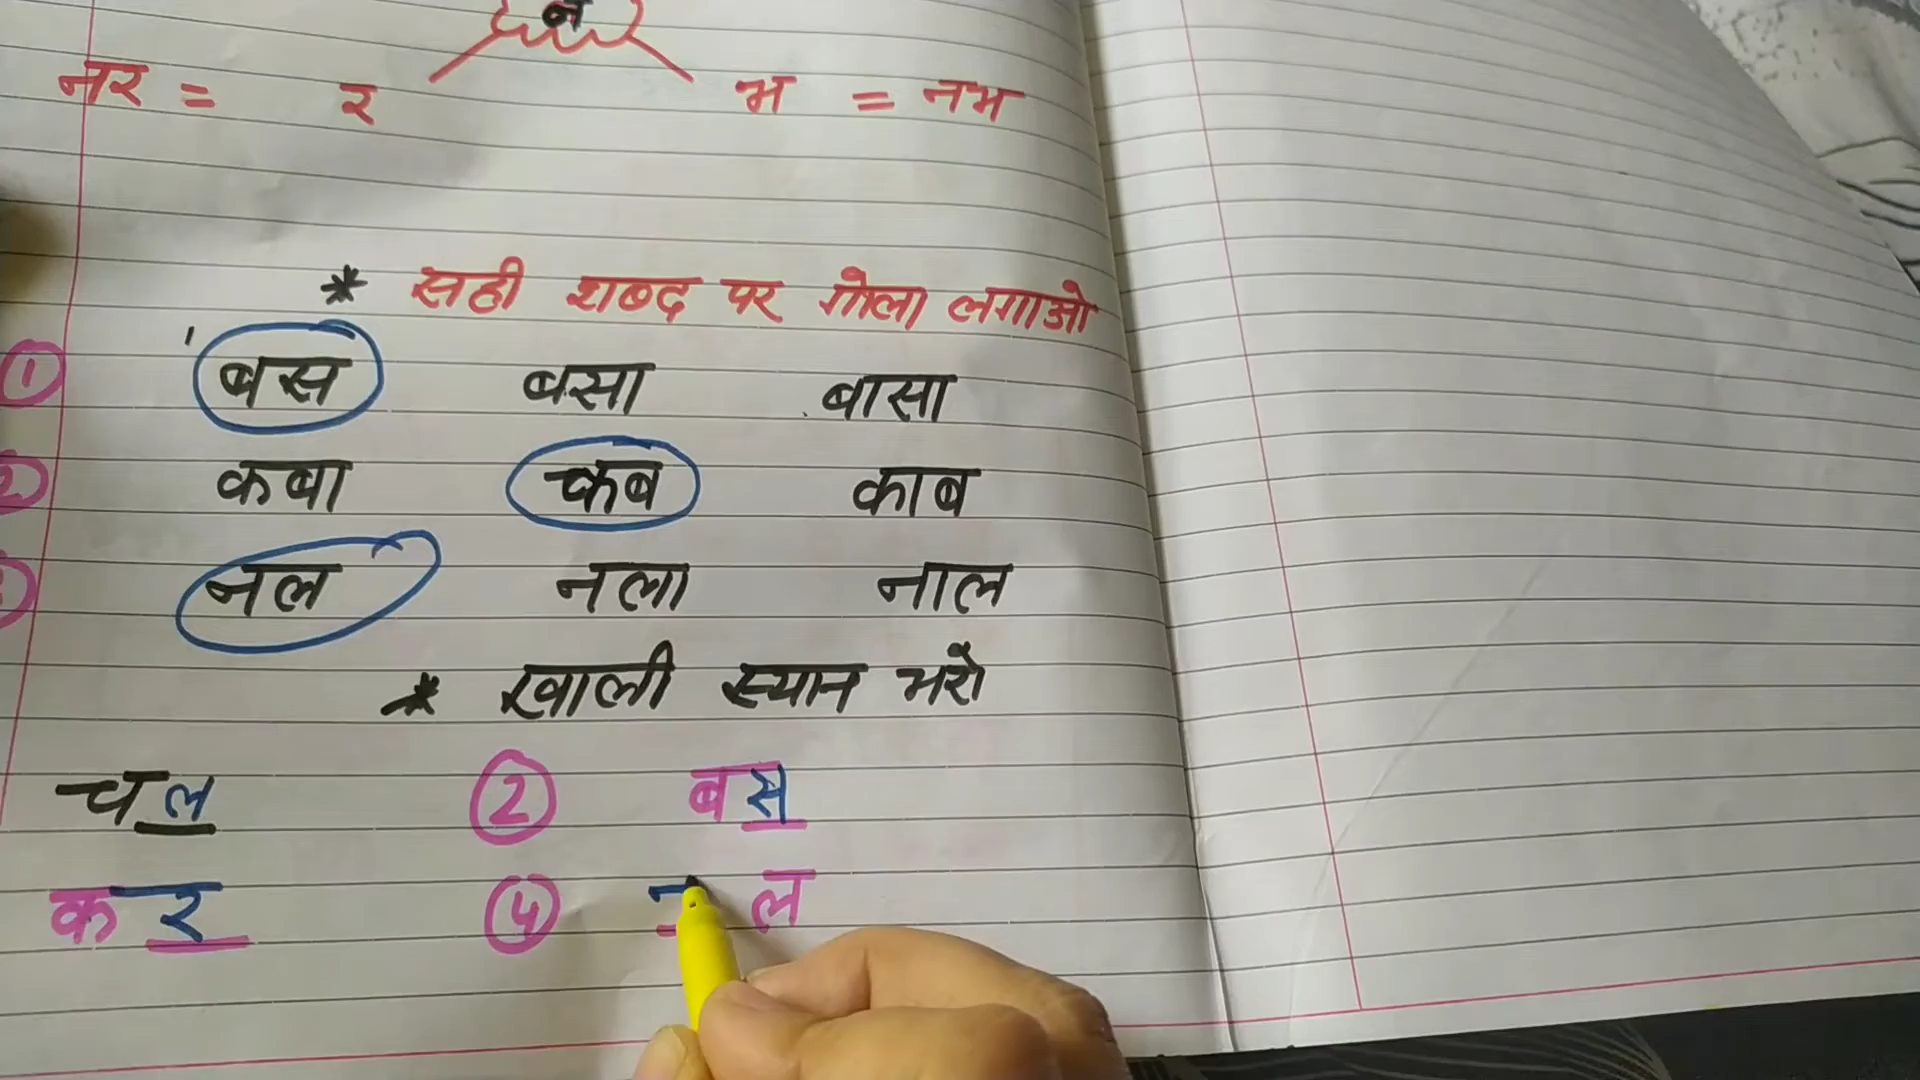 न
नर = र भ = नभ
* सही शब्द पर गोला लगाओ
1 बस बसा बासा
2 कबा कब काब
नल नला नाल
* खाली स्थान भरो
चल 2 बस
कर 4 ल